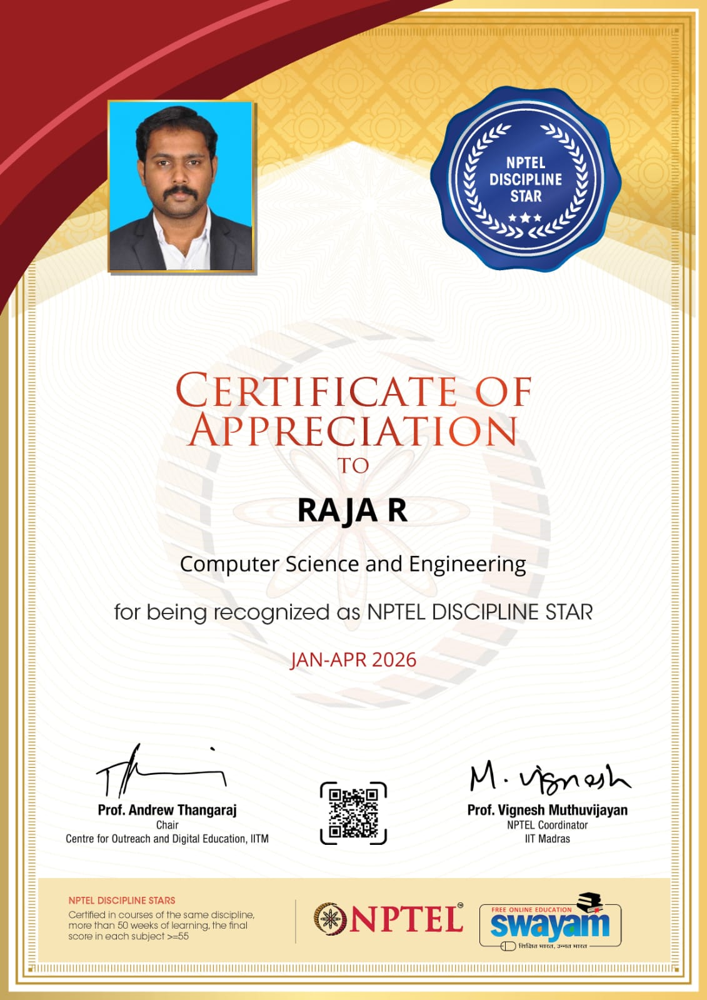 NPTEL
DISCIPLINE
STAR
CERTIFICATE OF
APPRECIATION
TO
RAJA R
Computer Science and Engineering
for being recognized as NPTEL DISCIPLINE STAR
JAN-APR 2026
M. Vignesh
Prof. Andrew Thangaraj
Chair
Centre for Outreach and Digital Education, IITM
Prof. Vignesh Muthuvijayan
NPTEL Coordinator
IIT Madras
NPTEL DISCIPLINE STARS
Certified in courses of the same discipline,
more than 50 weeks of learning, the final
score in each subject >=55
NPTEL™
FREE ONLINE EDUCATION
swayam
शिक्षित भारत, उन्नत भारत